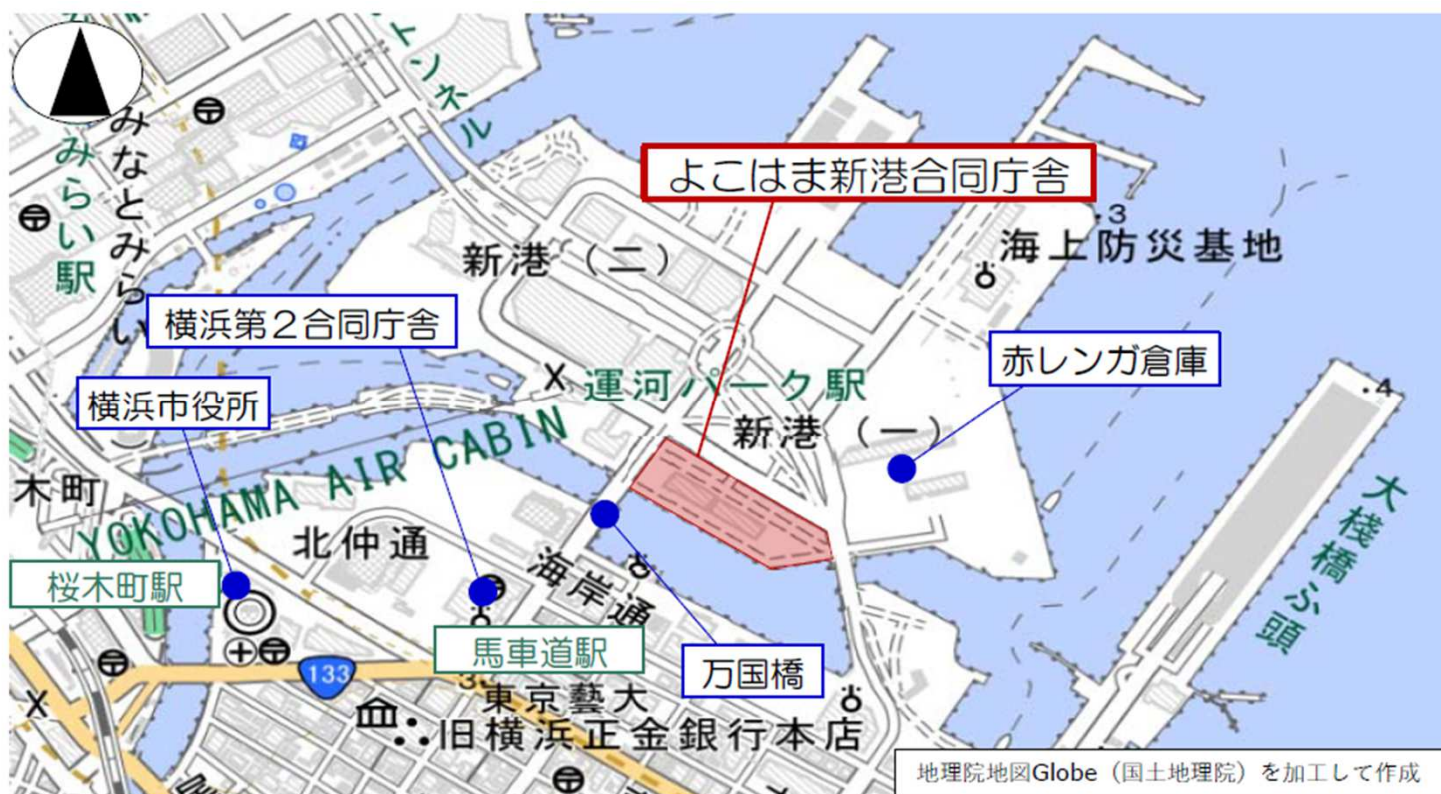 トンネル
みなとみらい
みらい駅
よこはま新港合同庁舎
.3
海上防災基地
新港（二）
横浜第２合同庁舎
赤レンガ倉庫
運河パーク駅
横浜市役所
新港（一）
.4
YOKOHAMA AIR CABIN
木町
大棧橋ふ頭
北仲通
海岸通
桜木町駅
馬車道駅
万国橋
133
東京藝大
旧横浜正金銀行本店
地理院地図Globe（国土地理院）を加工して作成